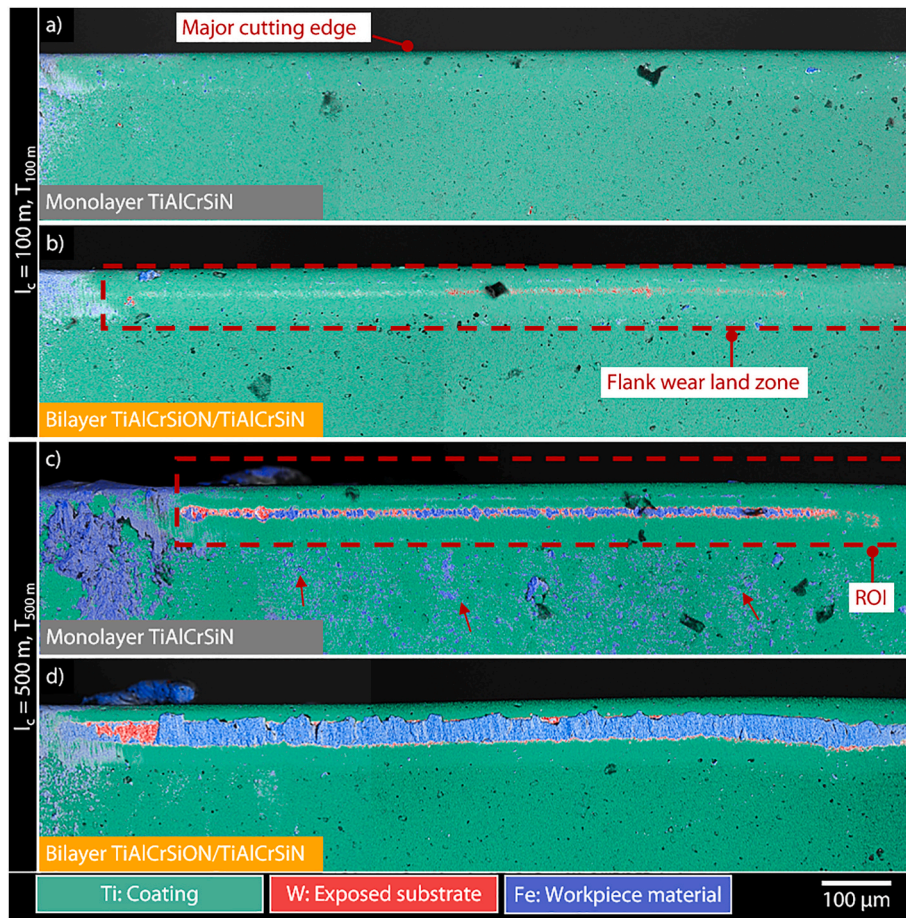 a)
Major cutting edge
Monolayer TiAlCrSiN
l_c = 100 m, T_100 m
b)
Flank wear land zone
Bilayer TiAlCrSiON/TiAlCrSiN
c)
ROI
Monolayer TiAlCrSiN
l_c = 500 m, T_500 m
d)
Bilayer TiAlCrSiON/TiAlCrSiN
Ti: Coating
W: Exposed substrate
Fe: Workpiece material
100 µm